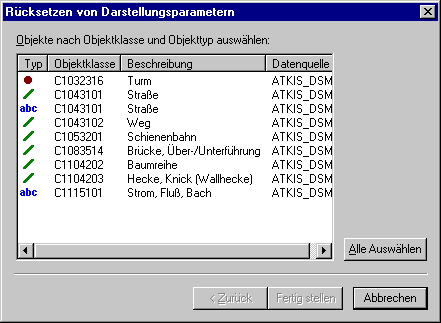 Rücksetzen von Darstellungsparametern
Objekte nach Objektklasse und Objekttyp auswählen:
Typ Objektklasse Beschreibung Datenquelle
C1032316 Turm ATKIS_DSM
C1043101 Straße ATKIS_DSM
abc C1043101 Straße ATKIS_DSM
C1043102 Weg ATKIS_DSM
C1053201 Schienenbahn ATKIS_DSM
C1083514 Brücke, Über-/Unterführung ATKIS_DSM
C1104202 Baumreihe ATKIS_DSM
C1104203 Hecke, Knick (Wallhecke) ATKIS_DSM
abc C1115101 Strom, Fluß, Bach ATKIS_DSM
Alle Auswählen
< Zurück Fertig stellen Abbrechen